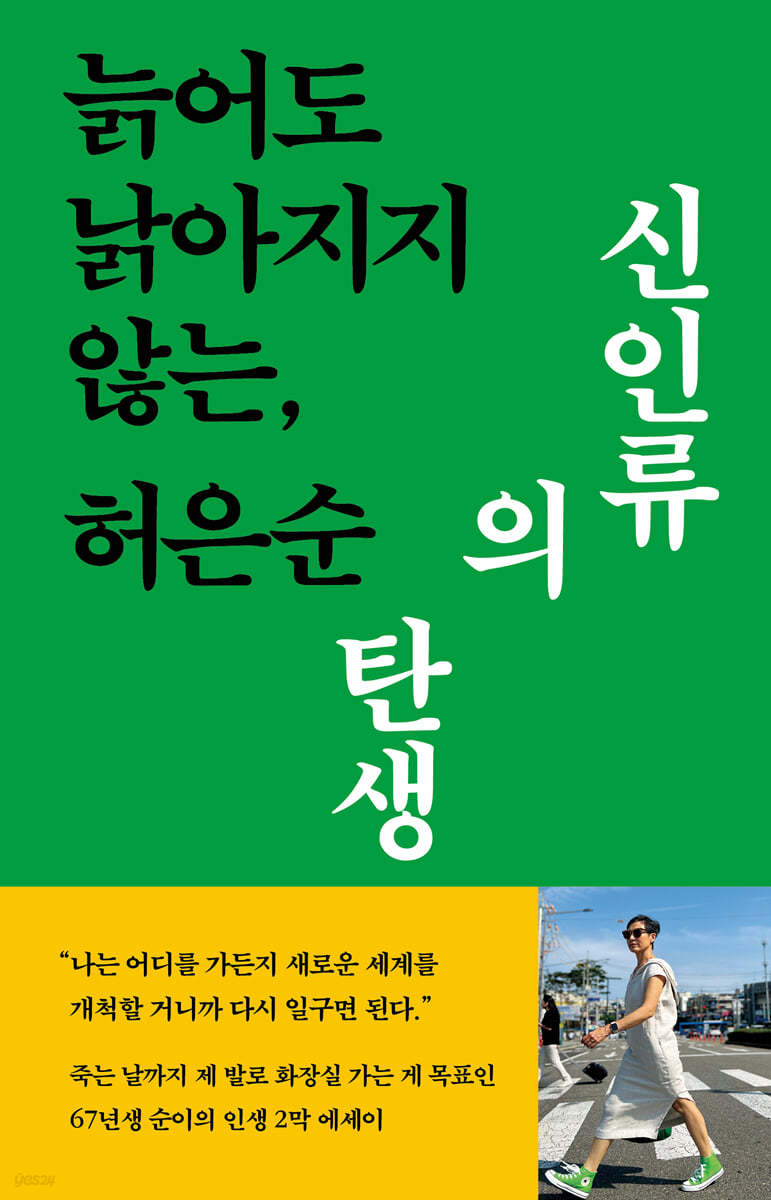 늙어도
낡아지지
않는,
허은순
신인류
의
탄생
“나는 어디를 가든지 새로운 세계를
개척할 거니까 다시 일구면 된다.”
죽는 날까지 제 발로 화장실 가는 게 목표인
67년생 순이의 인생 2막 에세이
yes24